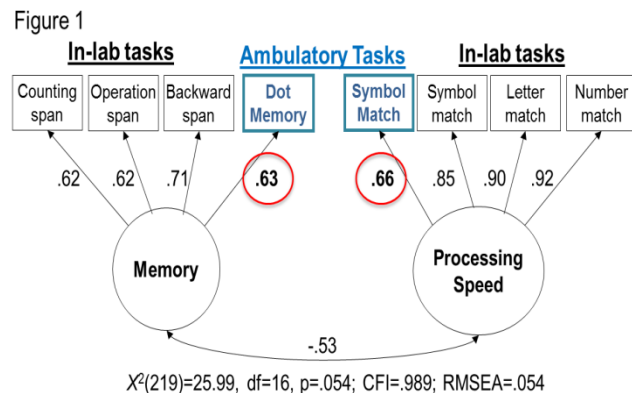 Figure 1
In-lab tasks Ambulatory Tasks In-lab tasks
Counting span
Operation span
Backward span
Dot Memory
Symbol Match
Symbol match
Letter match
Number match
.62 .62 .71 .63 .66 .85 .90 .92
Memory
Processing Speed
-.53
X²(219)=25.99, df=16, p=.054; CFI=.989; RMSEA=.054